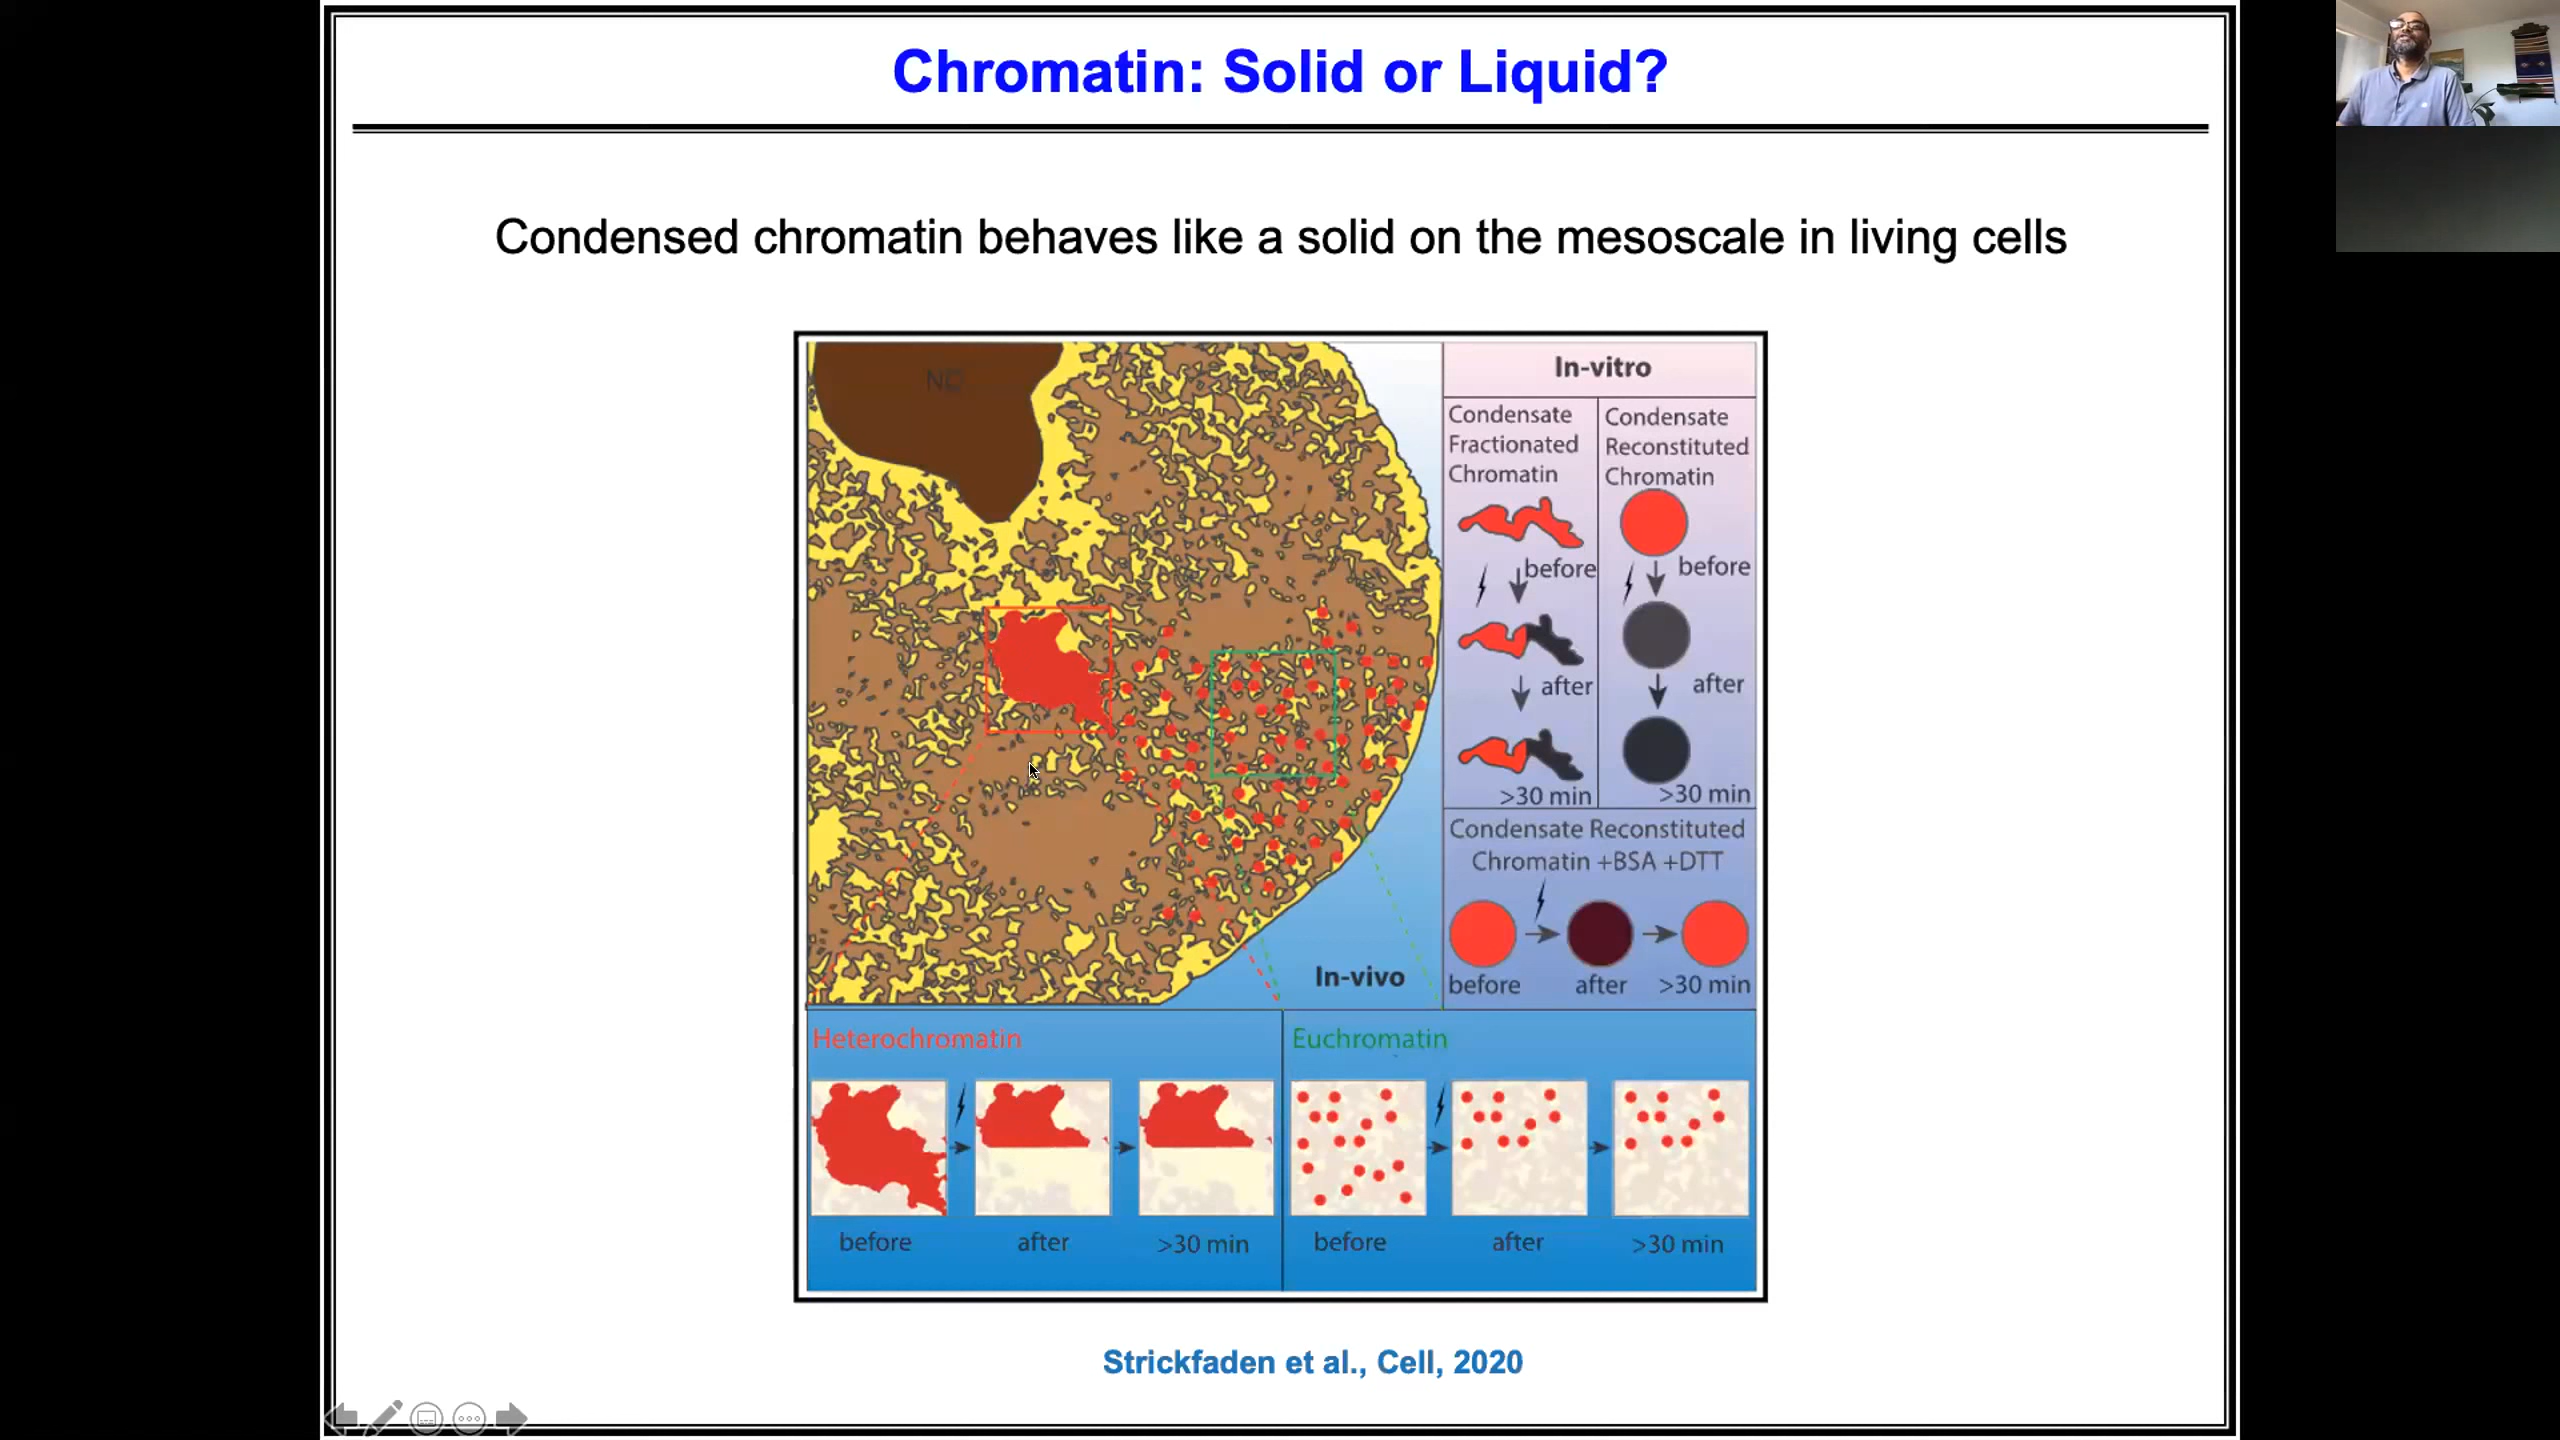 Chromatin: Solid or Liquid?
Condensed chromatin behaves like a solid on the mesoscale in living cells
NO
In-vitro
Condensate
Fractionated
Chromatin
before
after
>30 min
Condensate
Reconstituted
Chromatin
before
after
>30 min
Condensate Reconstituted
Chromatin +BSA +DTT
before after >30 min
In-vivo
Heterochromatin
before after >30 min
Euchromatin
before after >30 min
Strickfaden et al., Cell, 2020